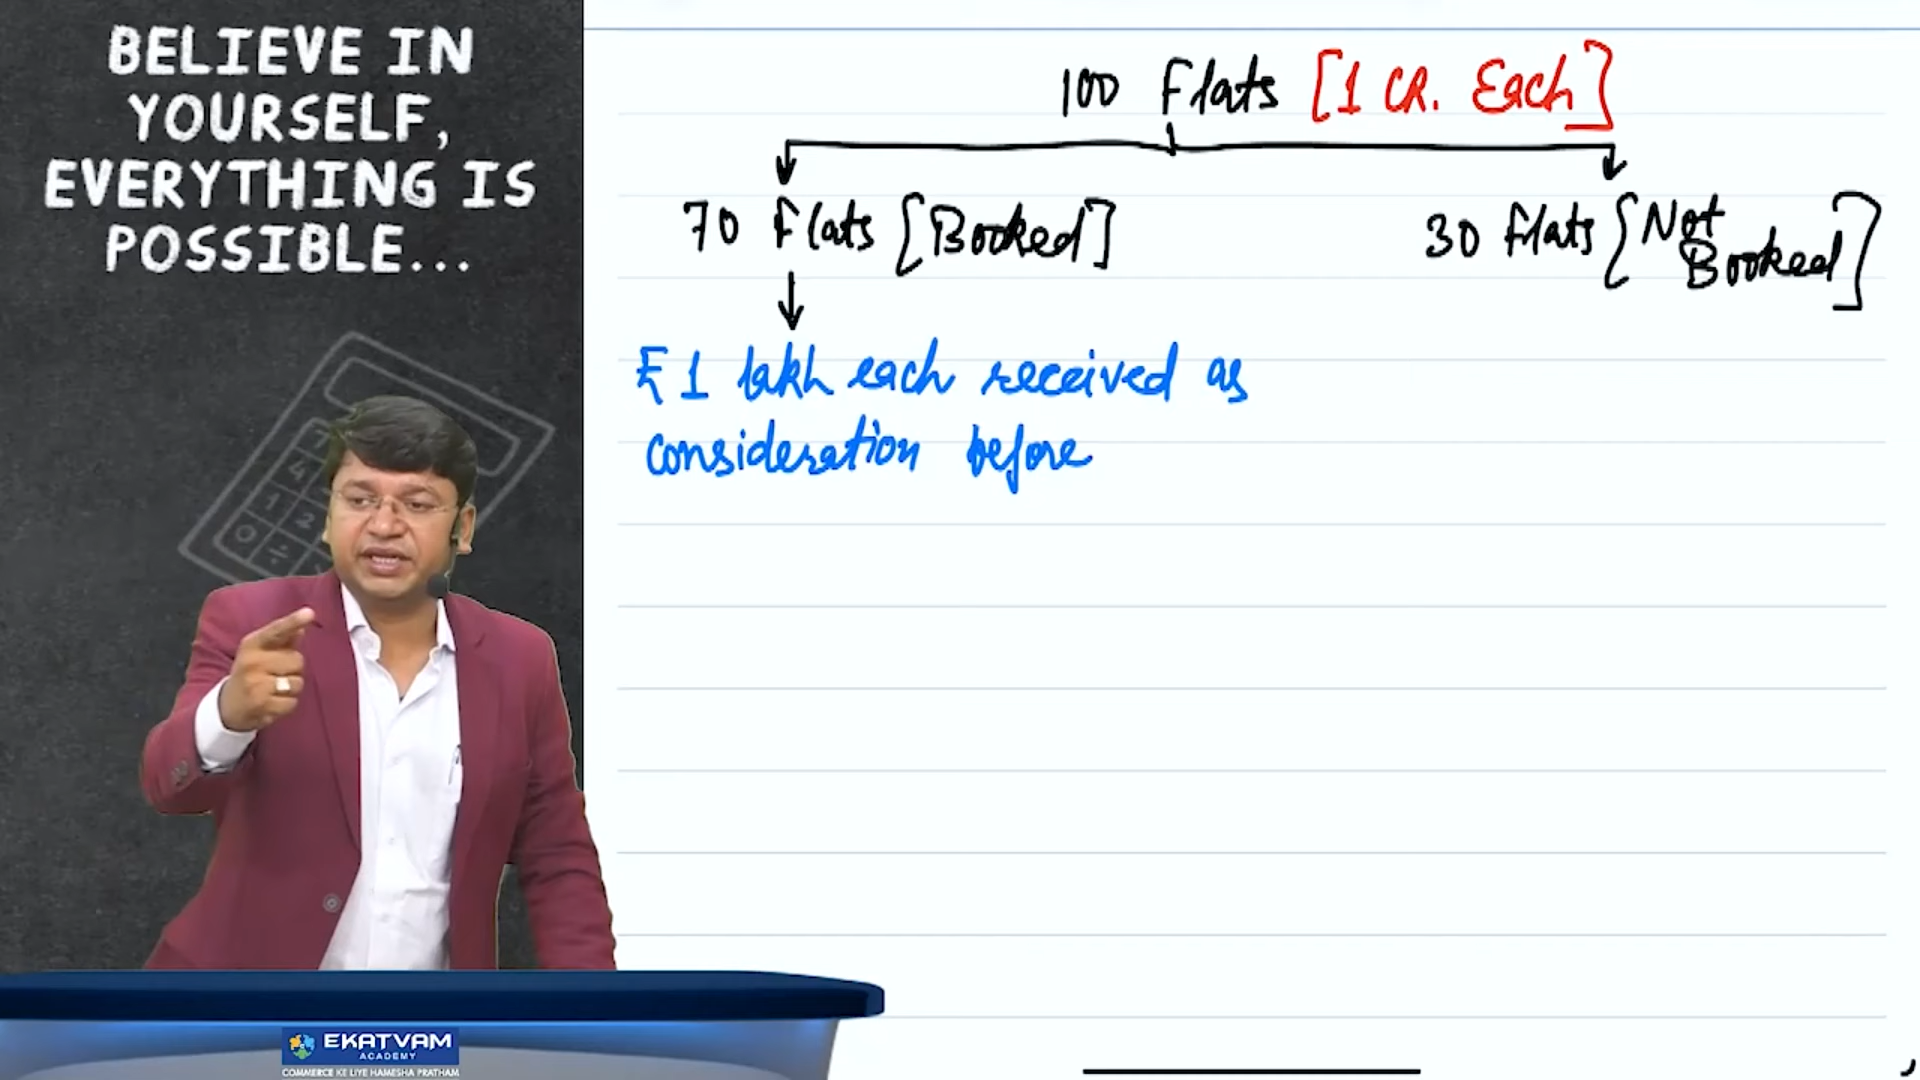 BELIEVE IN
YOURSELF,
EVERYTHING IS
POSSIBLE...
100 Flats [1 CR. Each]
70 Flats [Booked]
30 Flats [Not Booked]
₹1 lakh each received as
consideration before
EKATVAM
ACADEMY
COMMERCE KE LIYE HAMESHA PRATHAM